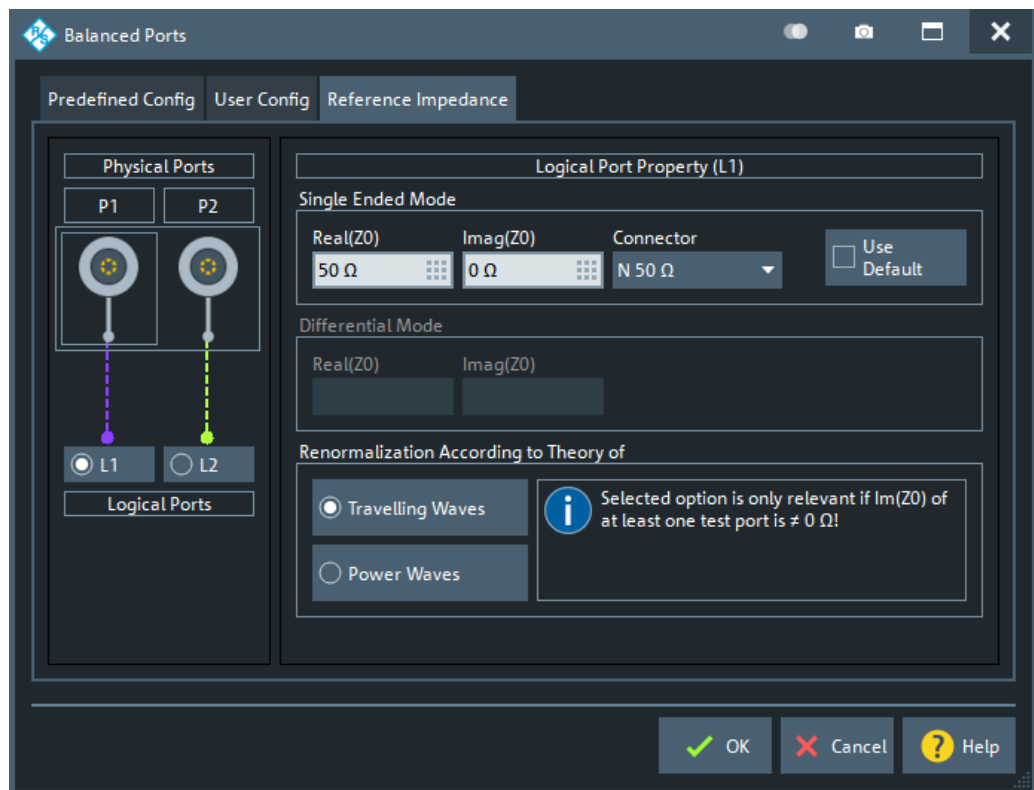 Balanced Ports
Predefined Config
User Config
Reference Impedance
Physical Ports
P1
P2
L1
L2
Logical Ports
Logical Port Property (L1)
Single Ended Mode
Real(Z0)
Imag(Z0)
Connector
50 Ω
0 Ω
N 50 Ω
Use
Default
Differential Mode
Real(Z0)
Imag(Z0)
Renormalization According to Theory of
Travelling Waves
Power Waves
Selected option is only relevant if Im(Z0) of
at least one test port is ≠ 0 Ω!
OK
Cancel
Help